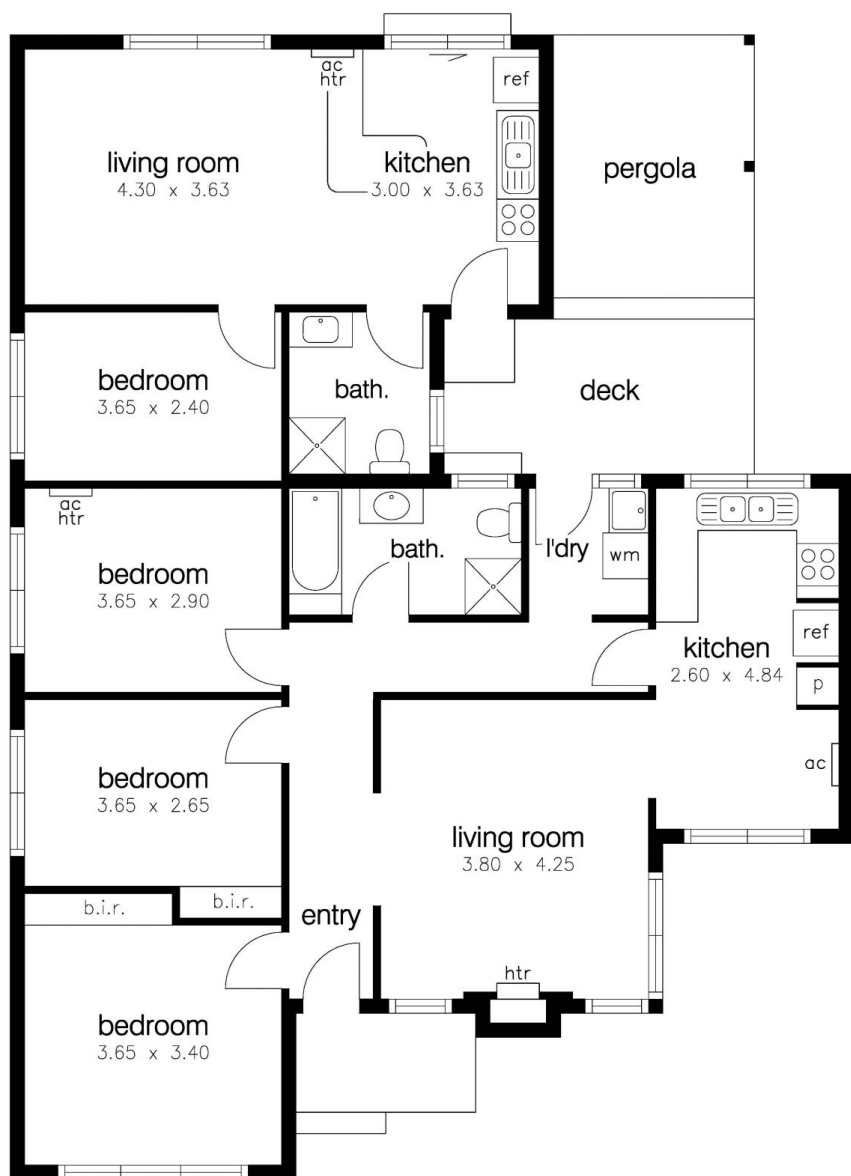 ac
htr
ref
living room
4.30 x 3.63
kitchen
3.00 x 3.63
pergola
bedroom
3.65 x 2.40
bath.
deck
ac
htr
bedroom
3.65 x 2.90
bath.
l'dry
wm
kitchen
2.60 x 4.84
ref
p
ac
bedroom
3.65 x 2.65
living room
3.80 x 4.25
b.i.r.
b.i.r.
entry
htr
bedroom
3.65 x 3.40